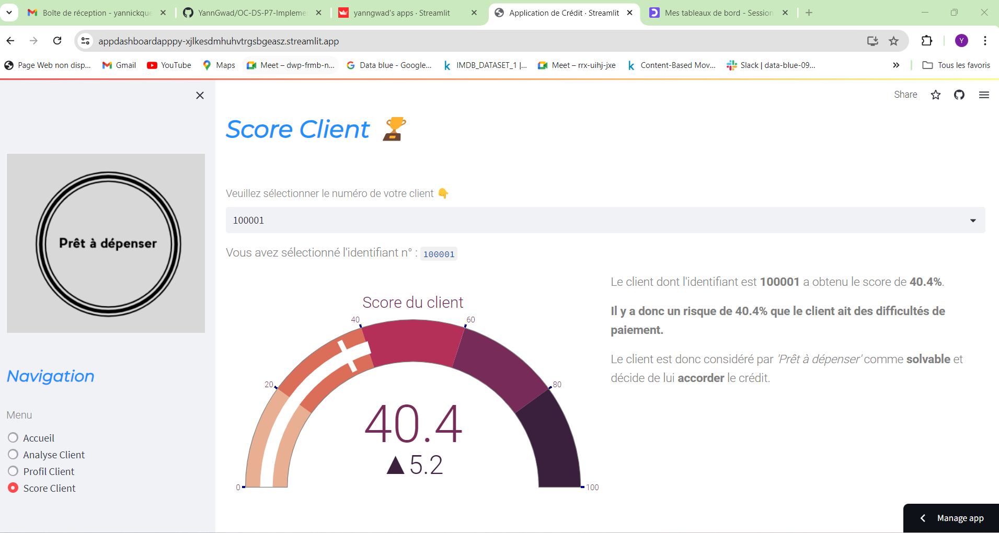 Boîte de réception - yannickque
YannGwad/OC-DS-P7-Impleme
yanngwad's apps · Streamlit
Application de Crédit · Streamlit
Mes tableaux de bord - Session
appdashboardapppy-xjlkesdmhuhvtrgsbgeasz.streamlit.app
Y
Page Web non disp...
Gmail
YouTube
Maps
Meet – dwp-frmb-n...
Data blue - Google...
IMDB_DATASET_1 |...
Meet – rrx-uihj-jxe
Content-Based Mov...
Slack | data-blue-09...
Tous les favoris
Share
Score Client
Prêt à dépenser
Navigation
Menu
Accueil
Analyse Client
Profil Client
Score Client
Veuillez sélectionner le numéro de votre client
100001
Vous avez sélectionné l'identifiant n° : 100001
Score du client
0
20
40
60
80
100
40.4
▲5.2
Le client dont l'identifiant est 100001 a obtenu le score de 40.4%.
Il y a donc un risque de 40.4% que le client ait des difficultés de
paiement.
Le client est donc considéré par 'Prêt à dépenser' comme solvable et
décide de lui accorder le crédit.
Manage app